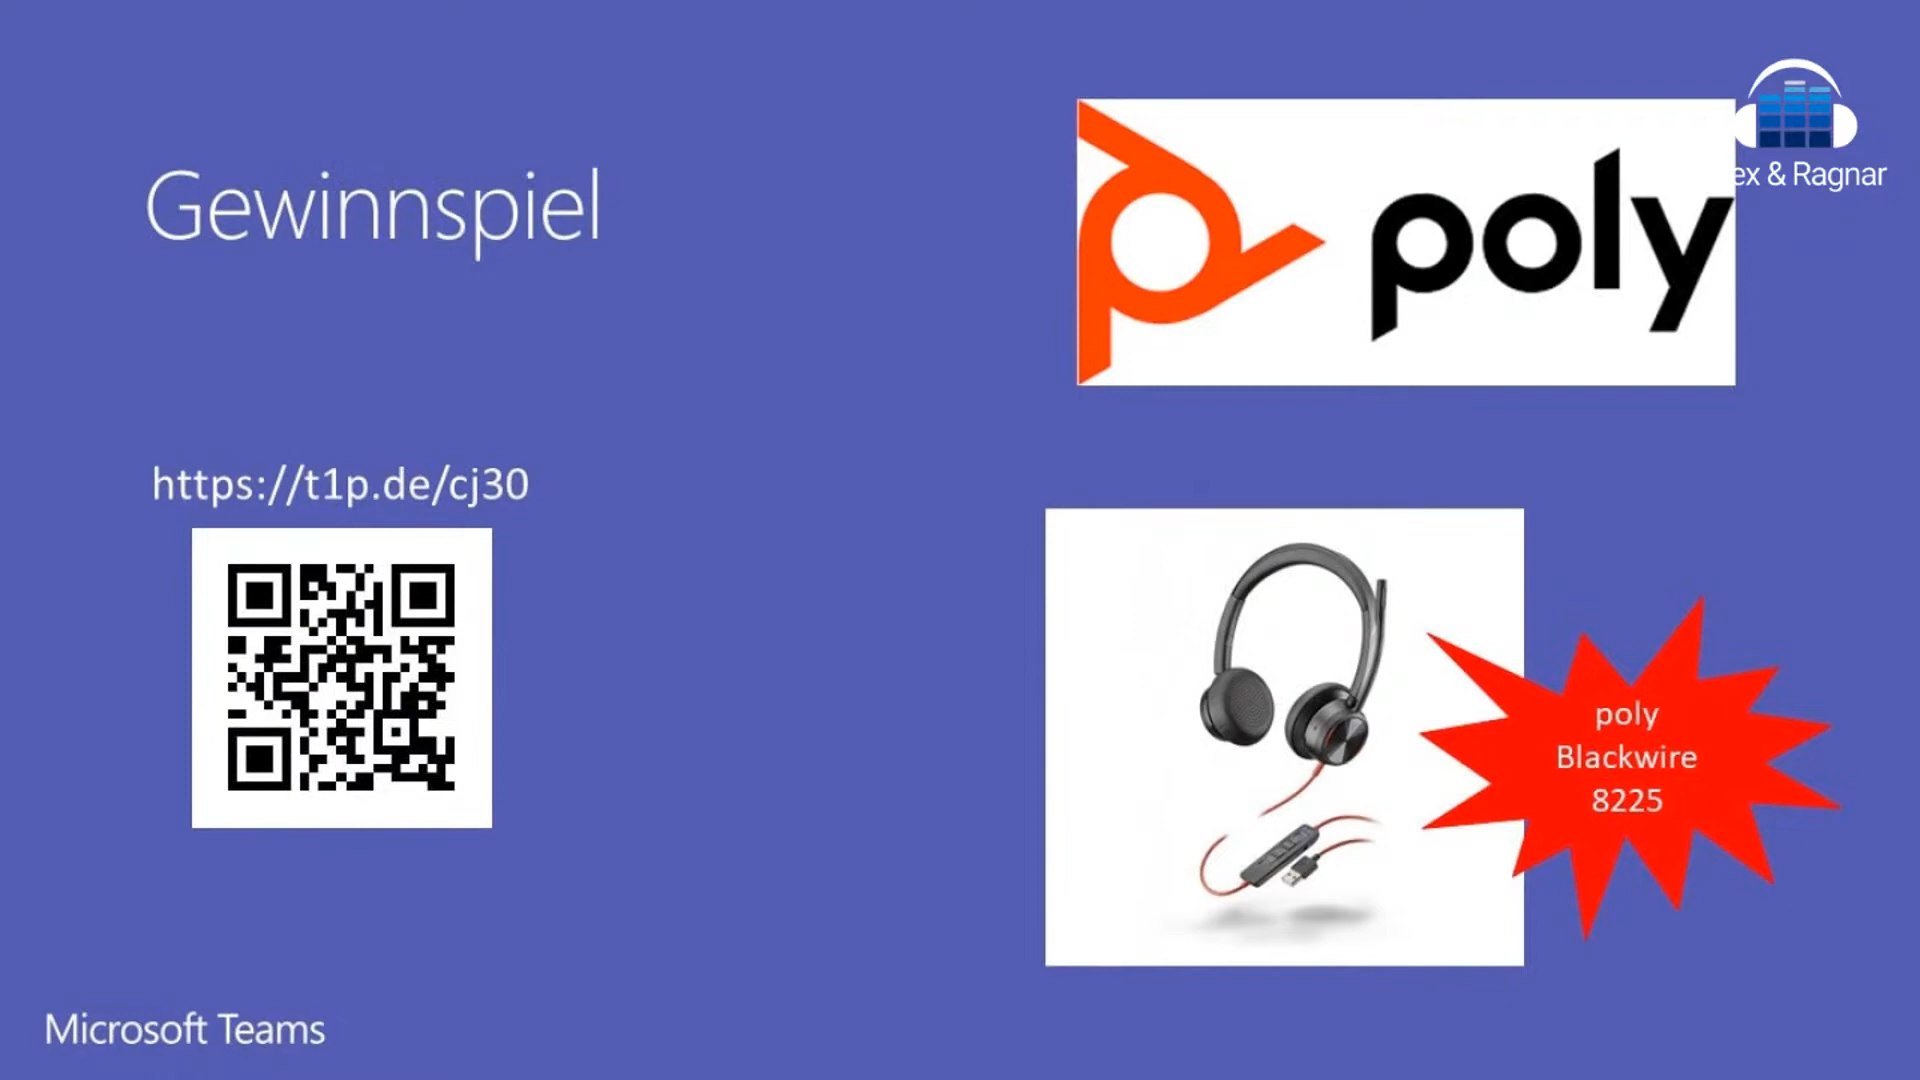 Gewinnspiel
poly
ex & Ragnar
https://t1p.de/cj30
poly
Blackwire
8225
Microsoft Teams